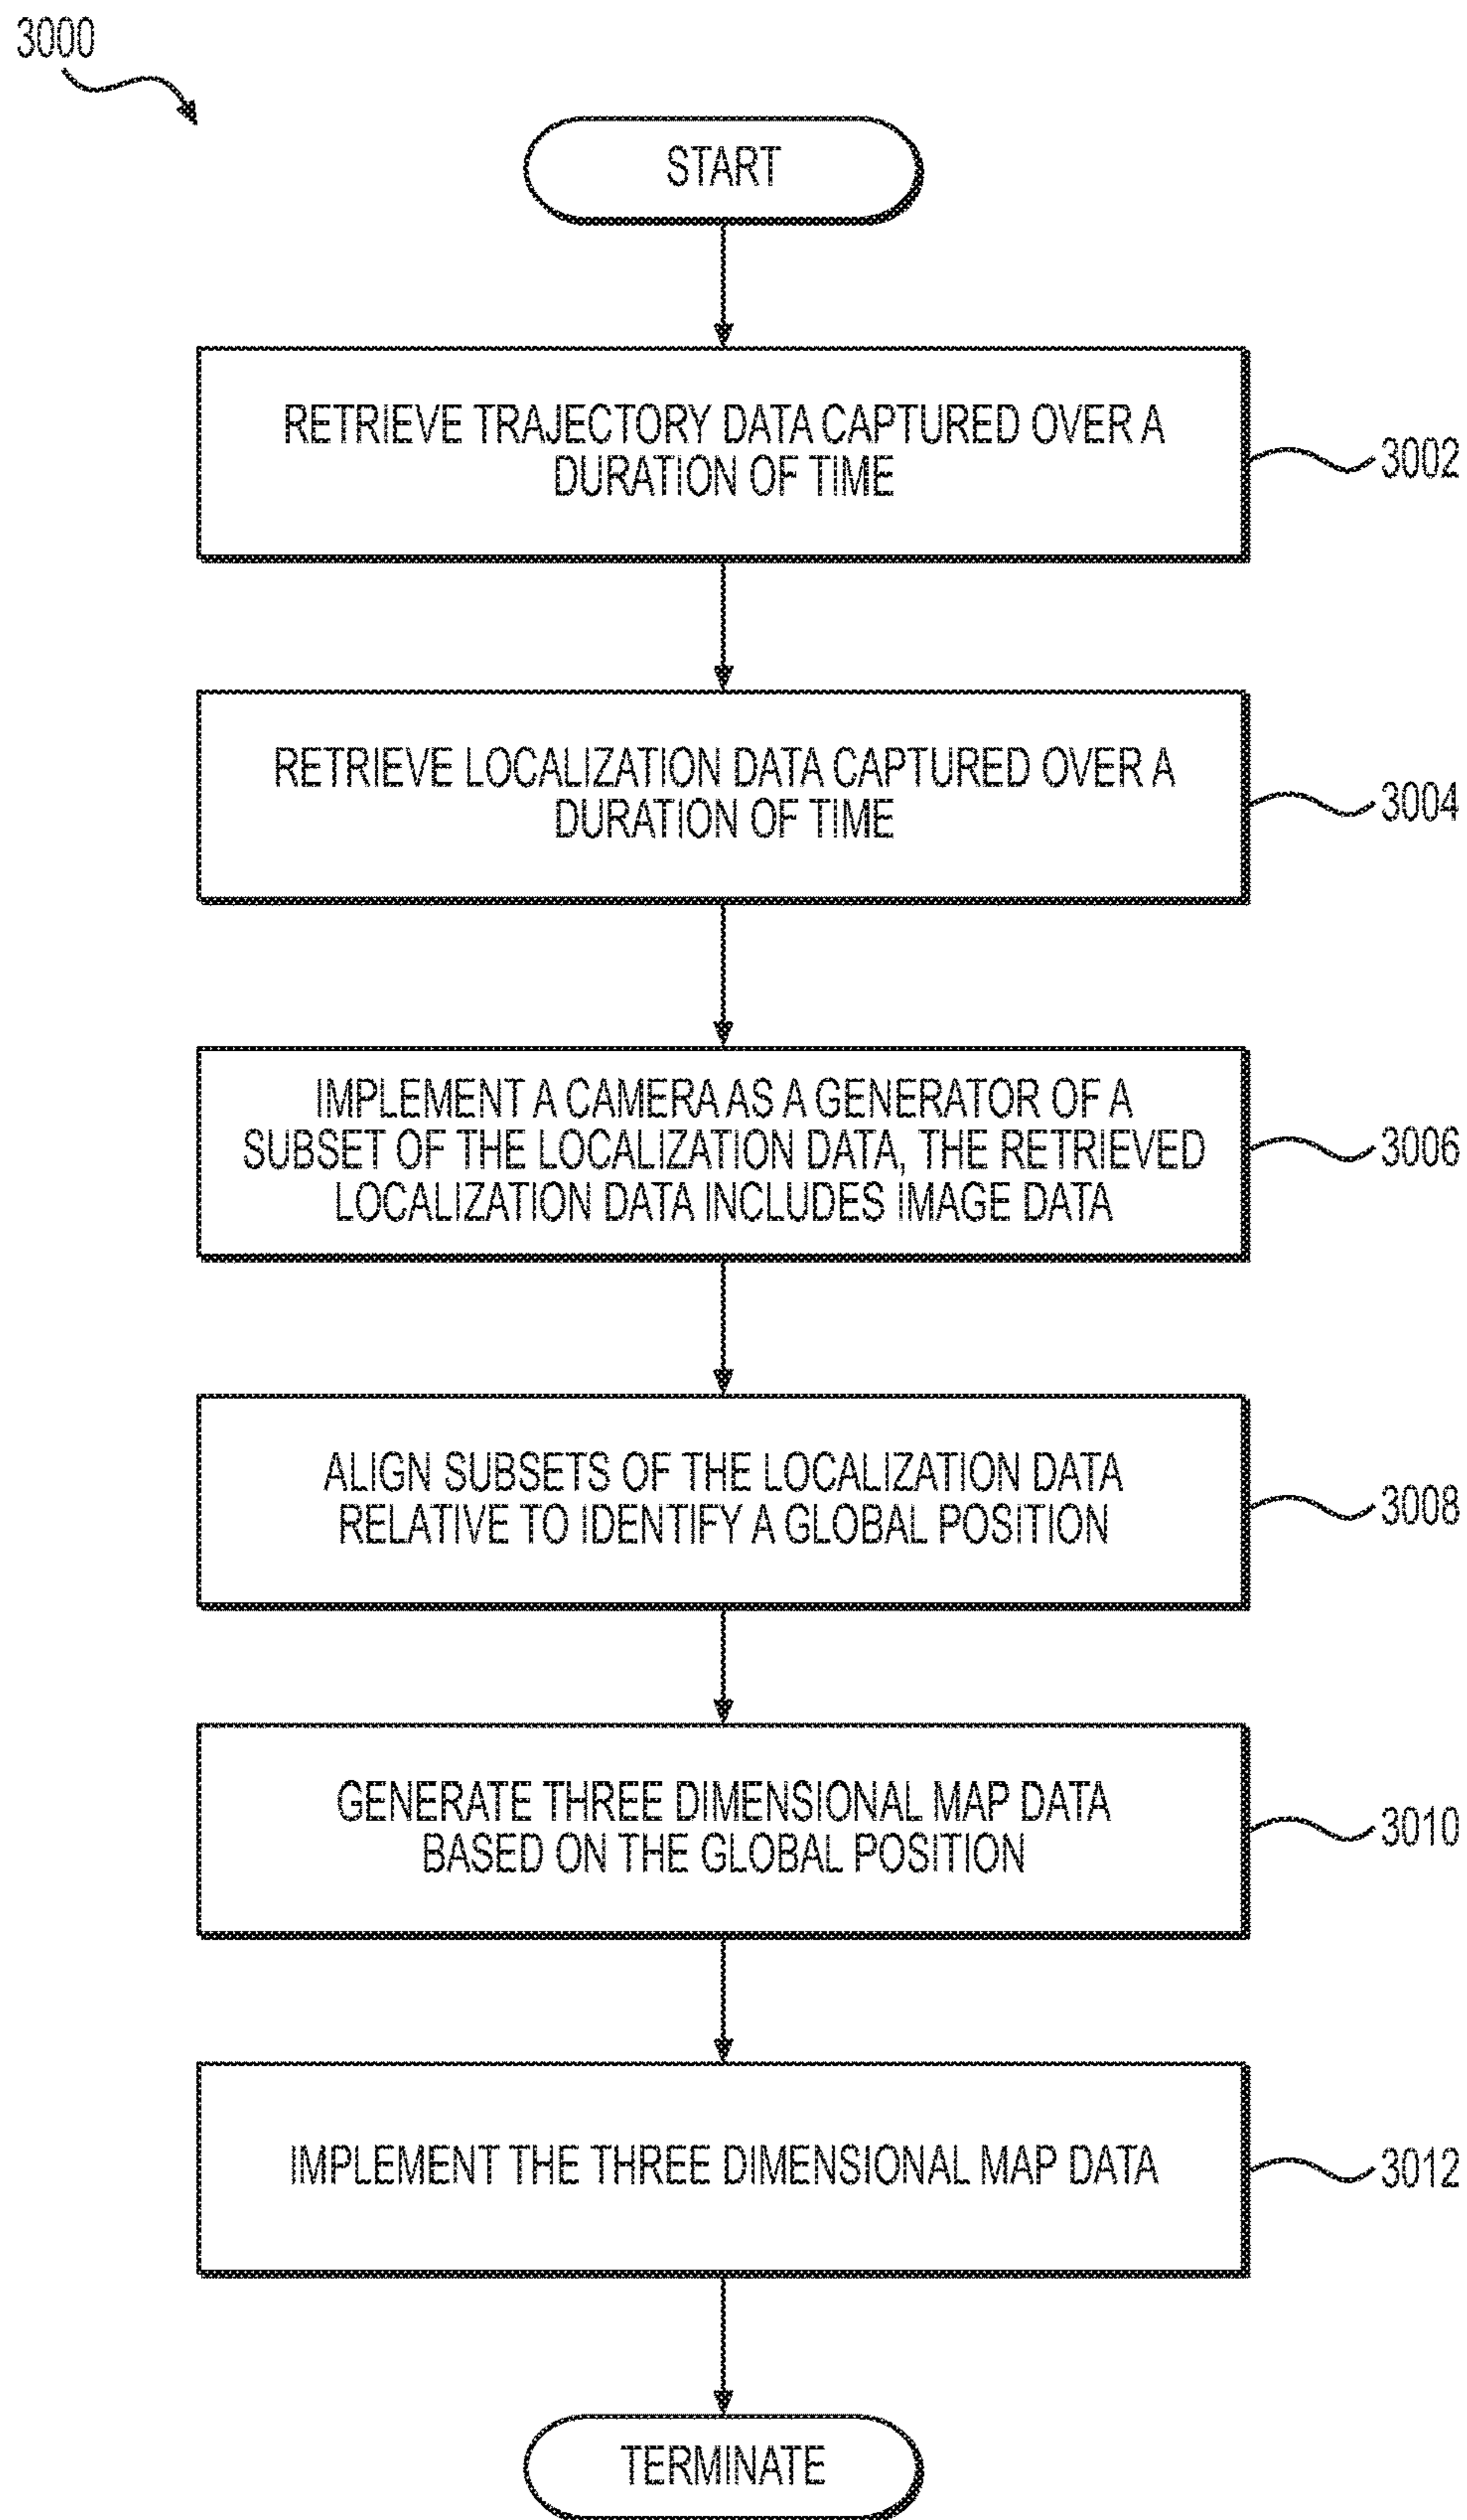 3000
START
RETRIEVE TRAJECTORY DATA CAPTURED OVER A
DURATION OF TIME
3002
RETRIEVE LOCALIZATION DATA CAPTURED OVER A
DURATION OF TIME
3004
IMPLEMENT A CAMERA AS A GENERATOR OF A
SUBSET OF THE LOCALIZATION DATA, THE RETRIEVED
LOCALIZATION DATA INCLUDES IMAGE DATA
3006
ALIGN SUBSETS OF THE LOCALIZATION DATA
RELATIVE TO IDENTIFY A GLOBAL POSITION
3008
GENERATE THREE DIMENSIONAL MAP DATA
BASED ON THE GLOBAL POSITION
3010
IMPLEMENT THE THREE DIMENSIONAL MAP DATA
3012
TERMINATE